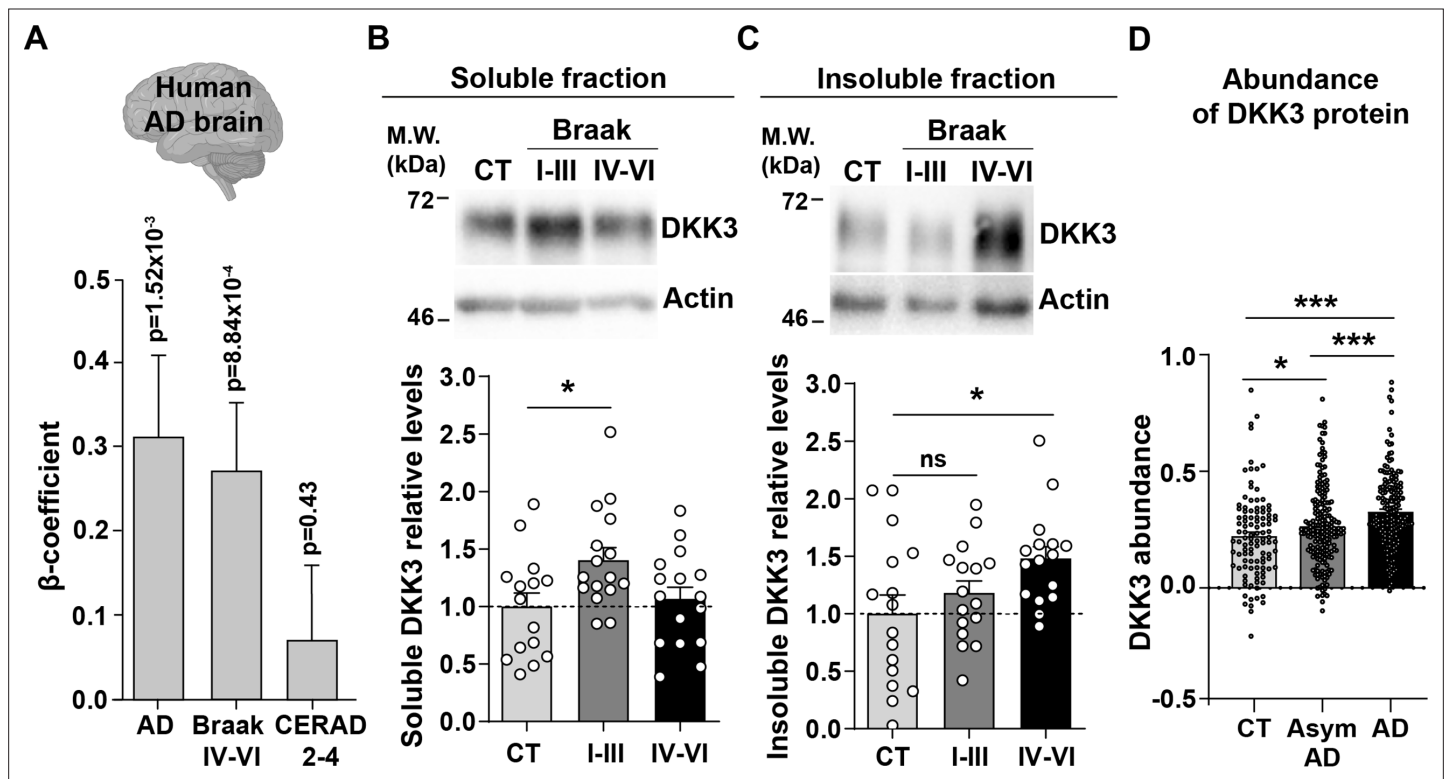 A
Human
AD brain
p=1.52x10⁻³
p=8.84x10⁻⁴
p=0.43
0.5
0.4
0.3
0.2
0.1
0.0
β-coefficient
AD
Braak
IV-VI
CERAD
2-4
B
Soluble fraction
M.W.
(kDa)
Braak
CT
I-III
IV-VI
72
DKK3
Actin
46
Soluble DKK3 relative levels
3.0
2.5
2.0
1.5
1.0
0.5
0.0
*
CT
I-III
IV-VI
C
Insoluble fraction
M.W.
(kDa)
Braak
CT
I-III
IV-VI
72
DKK3
Actin
46
Insoluble DKK3 relative levels
3.0
2.5
2.0
1.5
1.0
0.5
0.0
*
ns
CT
I-III
IV-VI
D
Abundance
of DKK3 protein
***
***
*
DKK3 abundance
1.0
0.5
0.0
-0.5
CT
Asym
AD
AD